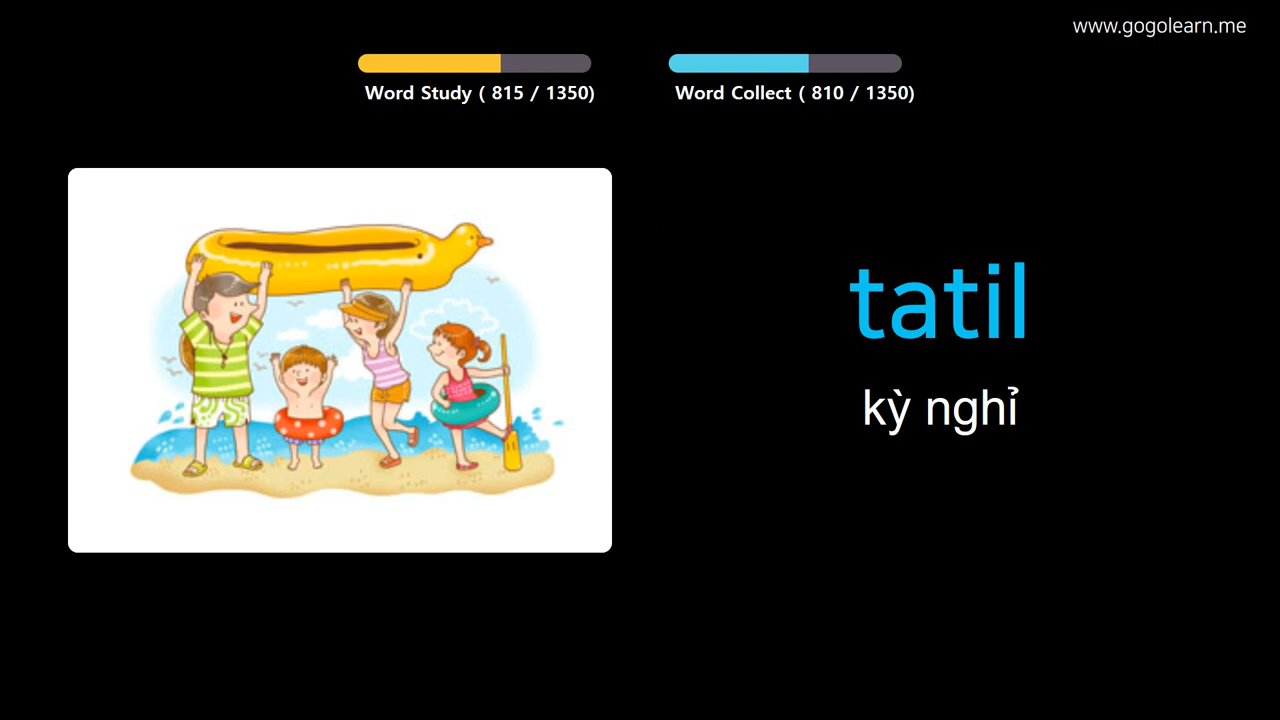 www.gogolearn.me
Word Study ( 815 / 1350)
Word Collect ( 810 / 1350)
tatil
kỳ nghỉ